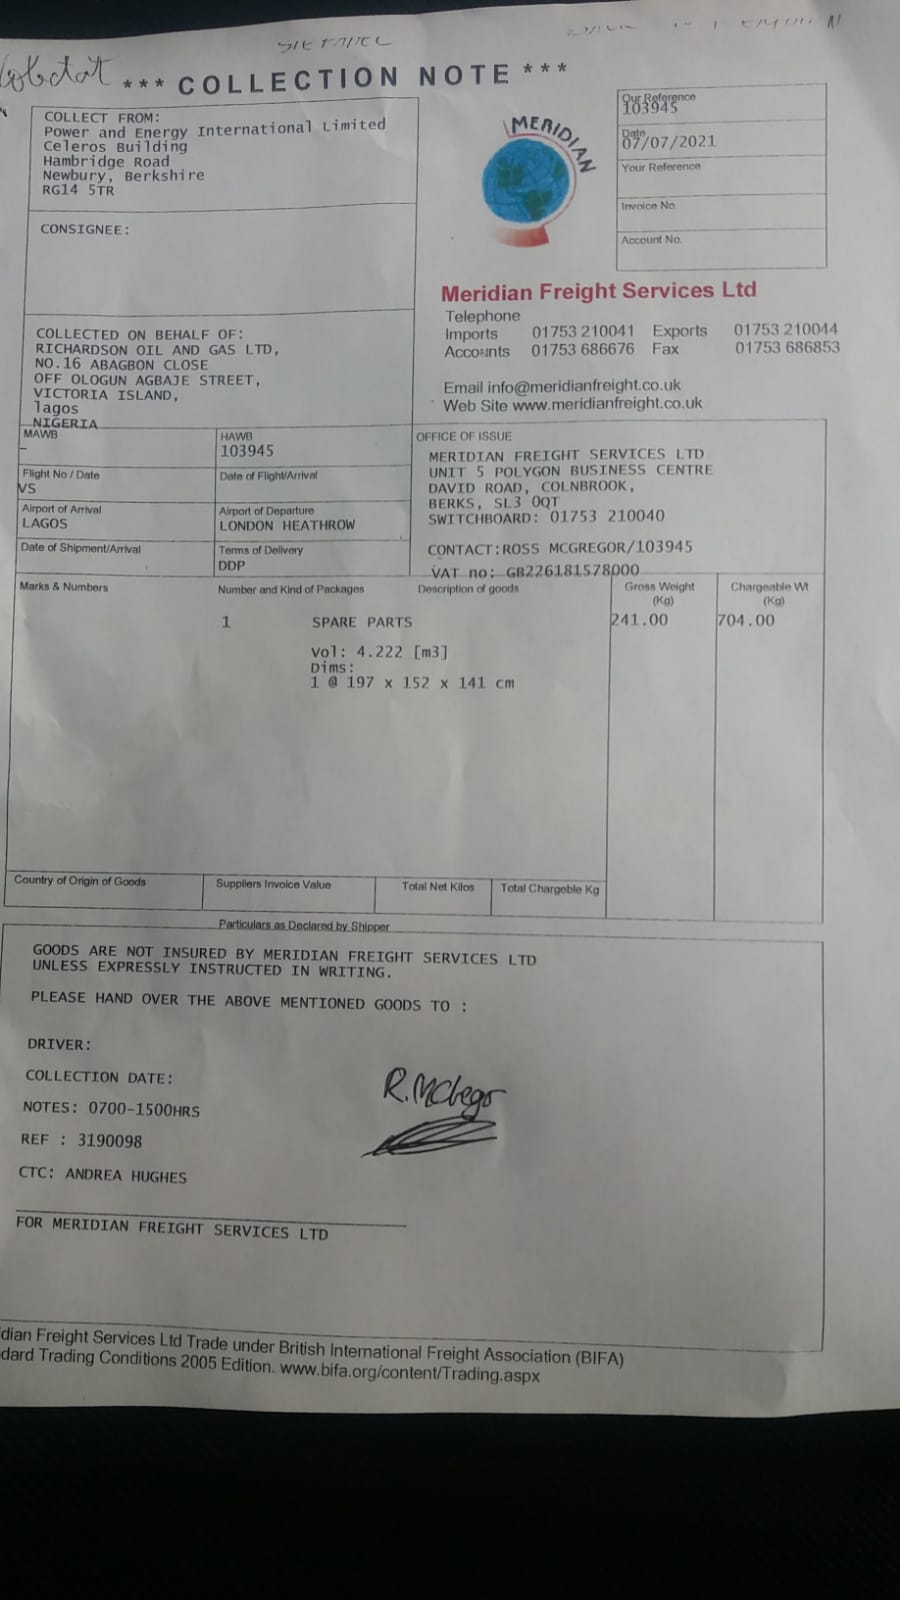 *** COLLECTION NOTE ***
COLLECT FROM:
Power and Energy International Limited
Celeros Building
Hambridge Road
Newbury, Berkshire
RG14 5TR
CONSIGNEE:
MERIDIAN
Our Reference
103945
Date
07/07/2021
Your Reference
Invoice No.
Account No.
Meridian Freight Services Ltd
Telephone
Imports 01753 210041 Exports 01753 210044
Accounts 01753 686676 Fax 01753 686853
Email info@meridianfreight.co.uk
Web Site www.meridianfreight.co.uk
COLLECTED ON BEHALF OF:
RICHARDSON OIL AND GAS LTD,
NO.16 ABAGBON CLOSE
OFF OLOGUN AGBAJE STREET,
VICTORIA ISLAND,
lagos
NIGERIA
MAWB
-
HAWB
103945
Flight No / Date
VS
Date of Flight/Arrival
Airport of Arrival
LAGOS
Airport of Departure
LONDON HEATHROW
Date of Shipment/Arrival
Terms of Delivery
DDP
OFFICE OF ISSUE
MERIDIAN FREIGHT SERVICES LTD
UNIT 5 POLYGON BUSINESS CENTRE
DAVID ROAD, COLNBROOK,
BERKS, SL3 0QT
SWITCHBOARD: 01753 210040
CONTACT:ROSS MCGREGOR/103945
VAT no: GB226181578000
Marks & Numbers Number and Kind of Packages Description of goods Gross Weight (Kg) Chargeable Wt (Kg)
1 SPARE PARTS 241.00 704.00
Vol: 4.222 [m3]
Dims:
1 @ 197 x 152 x 141 cm
Country of Origin of Goods Suppliers Invoice Value Total Net Kilos Total Chargeble Kg
Particulars as Declared by Shipper
GOODS ARE NOT INSURED BY MERIDIAN FREIGHT SERVICES LTD
UNLESS EXPRESSLY INSTRUCTED IN WRITING.
PLEASE HAND OVER THE ABOVE MENTIONED GOODS TO :
DRIVER:
COLLECTION DATE:
NOTES: 0700-1500HRS
REF : 3190098
CTC: ANDREA HUGHES
R.McGregor
FOR MERIDIAN FREIGHT SERVICES LTD
dian Freight Services Ltd Trade under British International Freight Association (BIFA)
dard Trading Conditions 2005 Edition. www.bifa.org/content/Trading.aspx